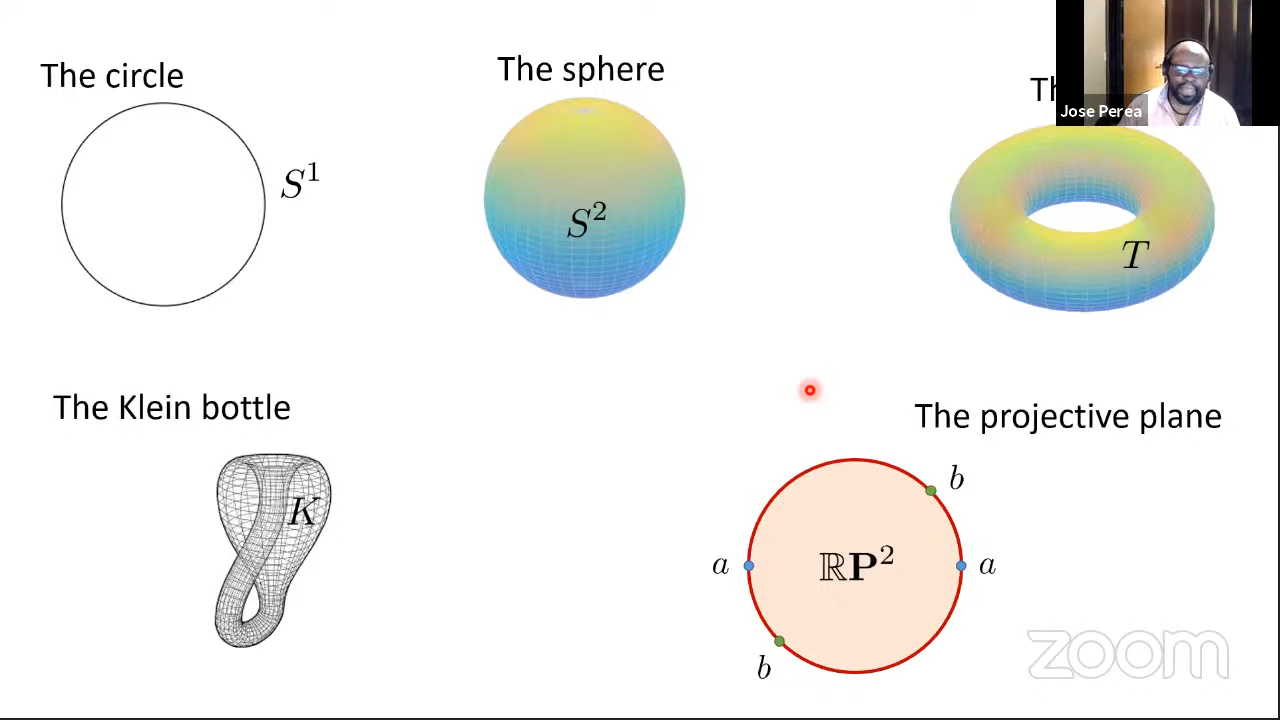 The circle
The sphere
Jose Perea
S^1
S^2
T
The Klein bottle
The projective plane
K
b
a
ℝP^2
a
b
zoom